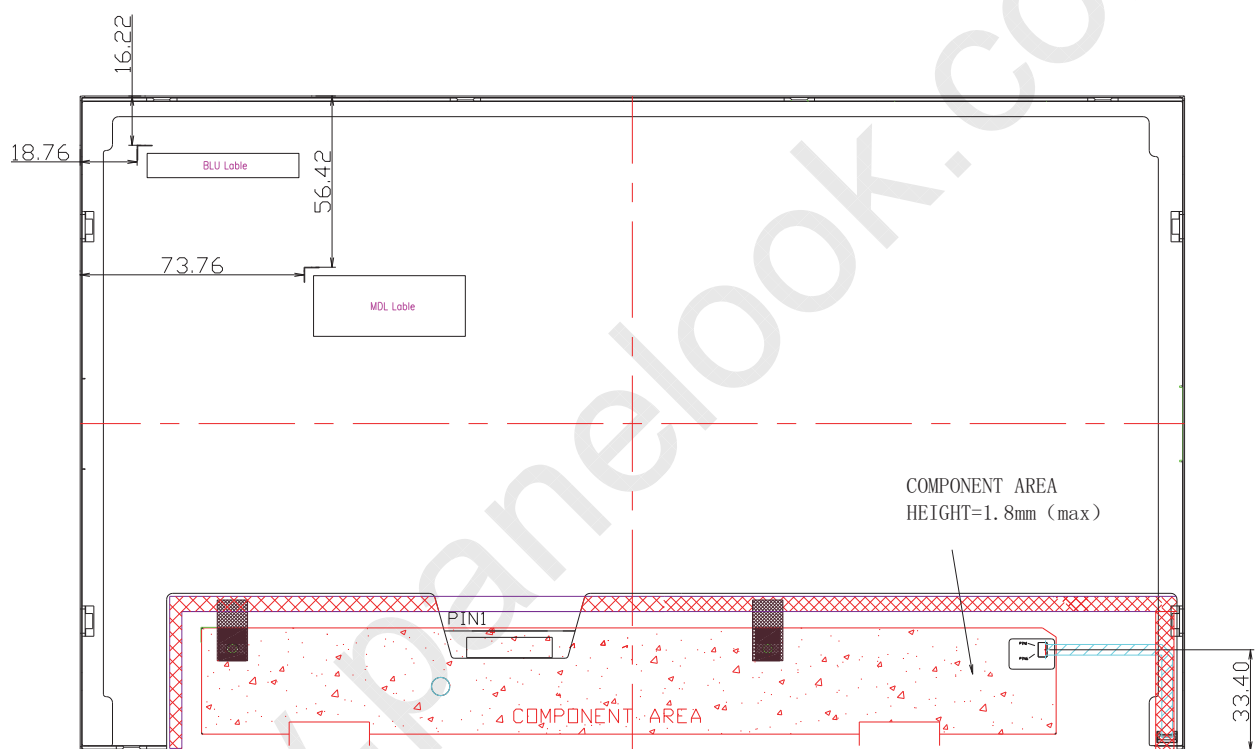 16.22
18.76
BLU Lable
56.42
73.76
MDL Lable
COMPONENT AREA
HEIGHT=1.8mm (max)
PIN1
33.40
COMPONENT AREA
panelook.co